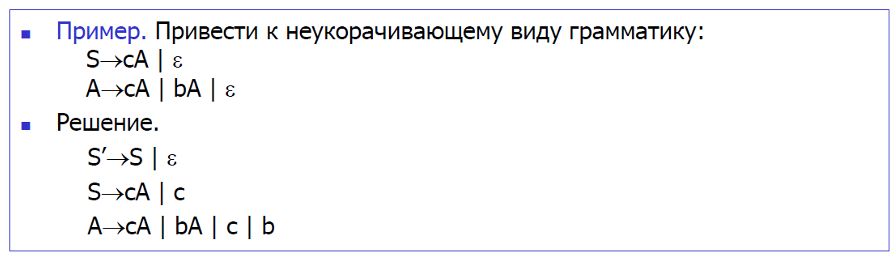 ▪ Пример. Привести к неукорачивающему виду грамматику:
S→cA | ε
A→cA | bA | ε
▪ Решение.
S′→S | ε
S→cA | c
A→cA | bA | c | b